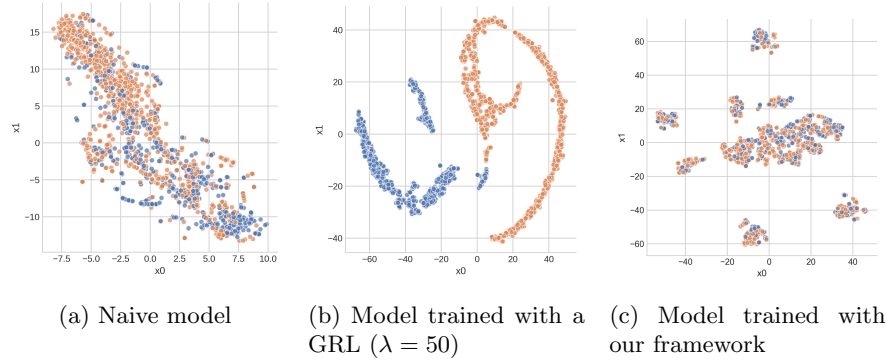 15
10
5
0
−5
−10
x1
−7.5 −5.0 −2.5 0.0 2.5 5.0 7.5 10.0
x0
40
20
0
−20
−40
x1
−60 −40 −20 0 20 40
x0
60
40
20
0
−20
−40
−60
x1
−40 −20 0 20 40
x0
(a) Naive model
(b) Model trained with a
GRL (λ = 50)
(c) Model trained with
our framework